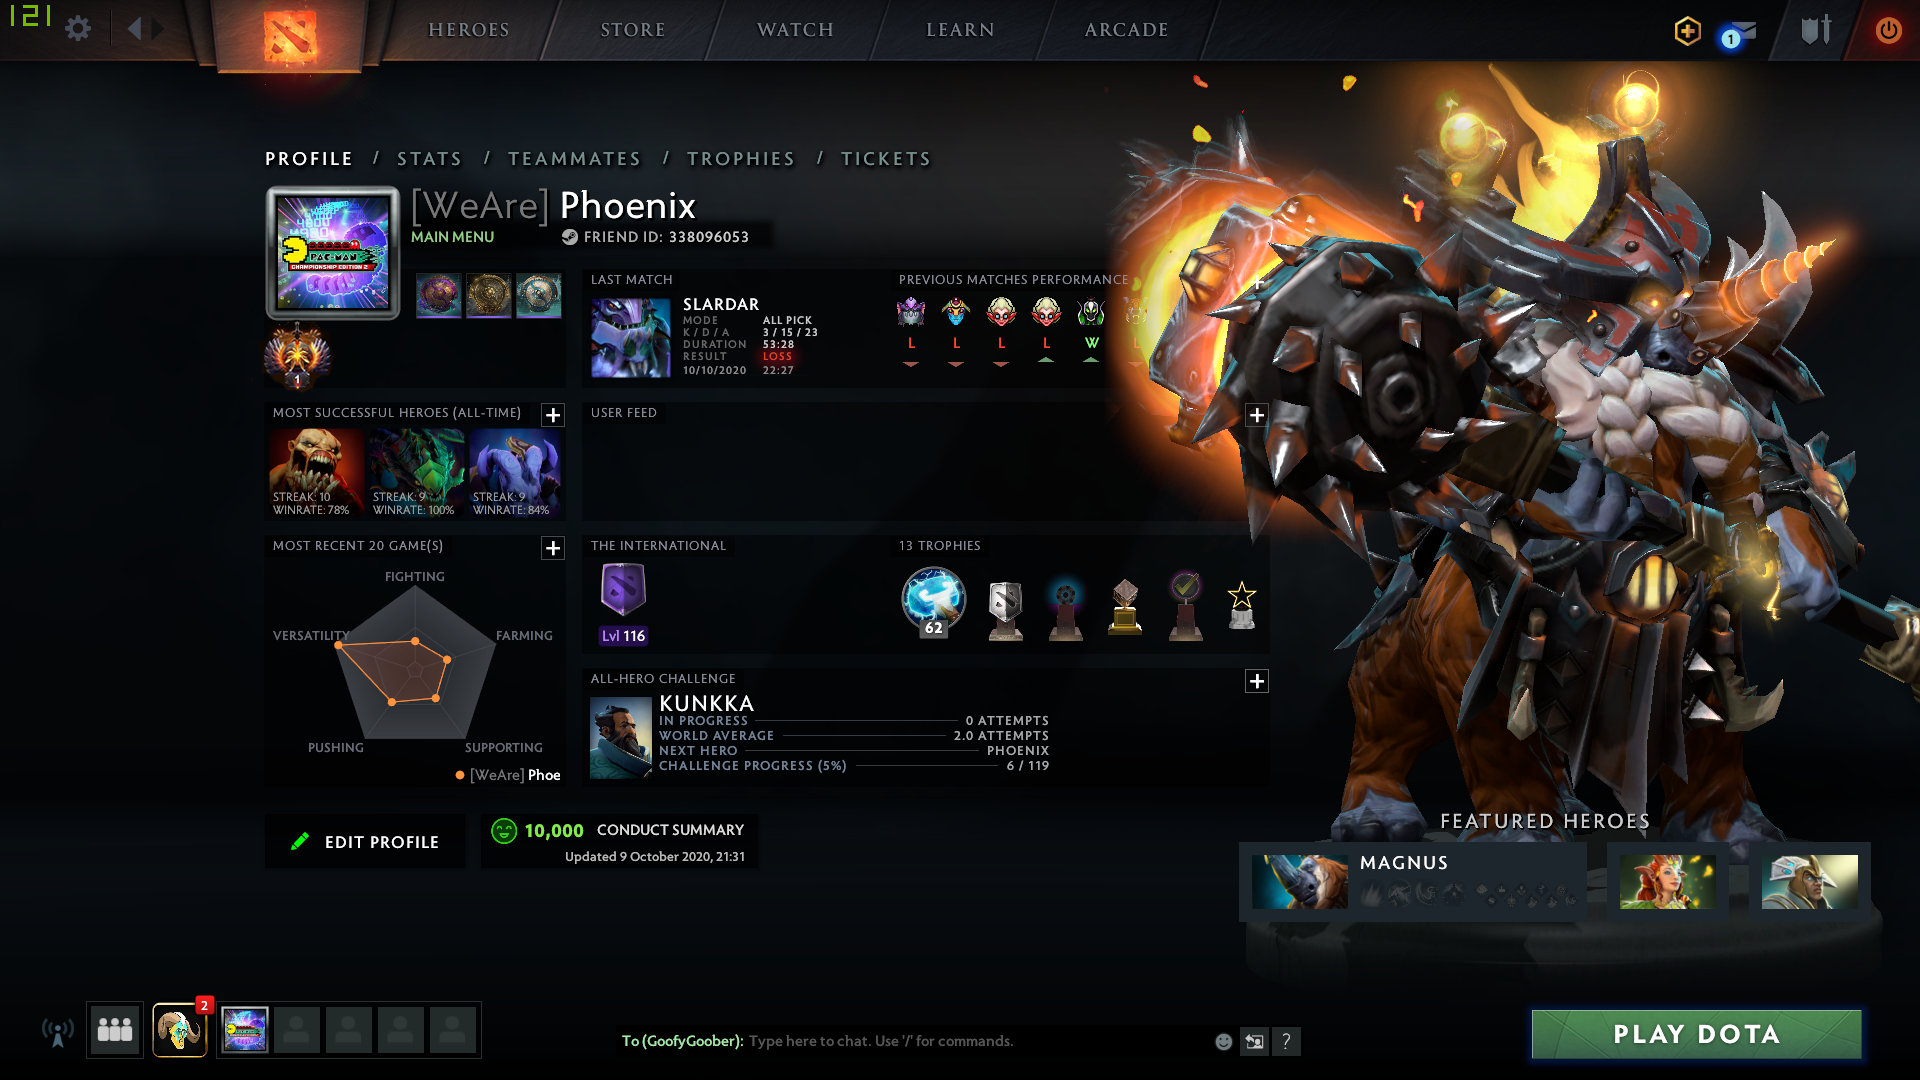 121
HEROES
STORE
WATCH
LEARN
ARCADE
1
PROFILE / STATS / TEAMMATES / TROPHIES / TICKETS
[WeAre] Phoenix
MAIN MENU
FRIEND ID: 338096053
PAC-MAN
CHAMPIONSHIP EDITION 2
1
LAST MATCH
SLARDAR
MODE ALL PICK
K / D / A 3 / 15 / 23
DURATION 53:28
RESULT LOSS
10/10/2020 22:27
PREVIOUS MATCHES PERFORMANCE
L L L L W L
MOST SUCCESSFUL HEROES (ALL-TIME)
STREAK: 10
WINRATE: 78%
STREAK: 9
WINRATE: 100%
STREAK: 9
WINRATE: 84%
USER FEED
MOST RECENT 20 GAME(S)
FIGHTING
VERSATILITY
FARMING
PUSHING
SUPPORTING
[WeAre] Phoe
THE INTERNATIONAL
Lvl 116
13 TROPHIES
62
ALL-HERO CHALLENGE
KUNKKA
IN PROGRESS 0 ATTEMPTS
WORLD AVERAGE 2.0 ATTEMPTS
NEXT HERO PHOENIX
CHALLENGE PROGRESS (5%) 6 / 119
EDIT PROFILE
10,000 CONDUCT SUMMARY
Updated 9 October 2020, 21:31
FEATURED HEROES
MAGNUS
2
To (GoofyGoober): Type here to chat. Use '/' for commands.
?
PLAY DOTA